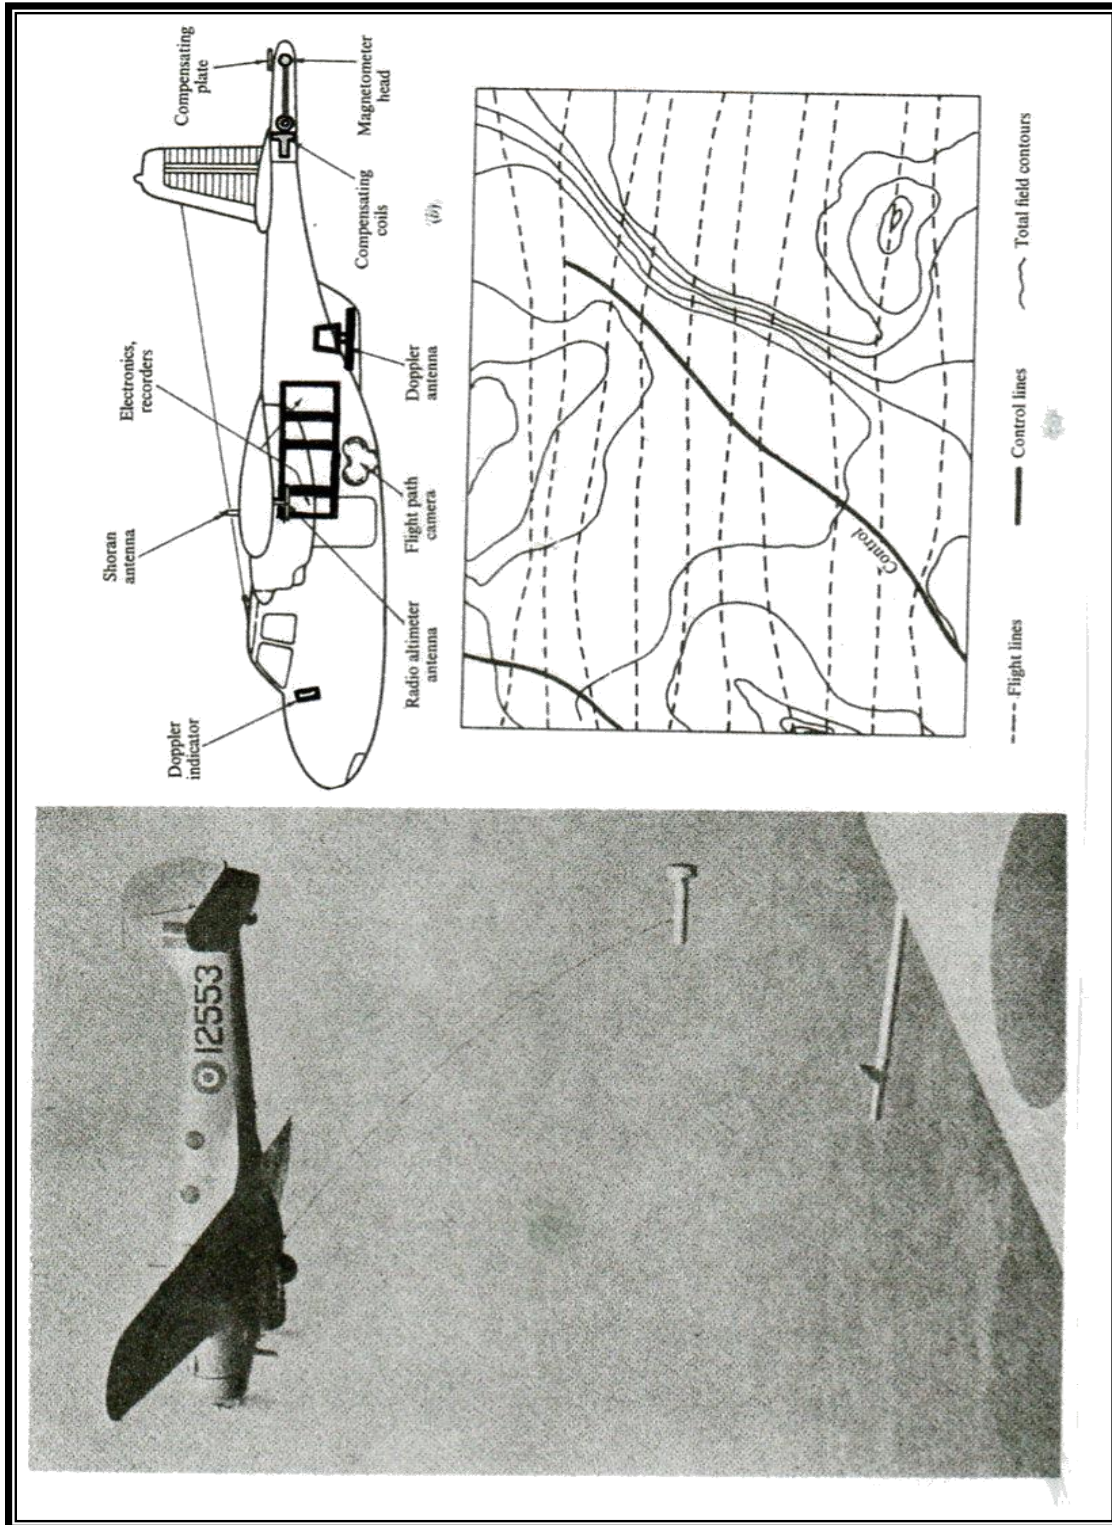 Compensating
plate
Magnetometer
head
Compensating
coils
Electronics,
recorders
Doppler
antenna
Shoran
antenna
Flight path
camera
Radio altimeter
antenna
Doppler
indicator
(b)
Control
Flight lines
Control lines
Total field contours
12553